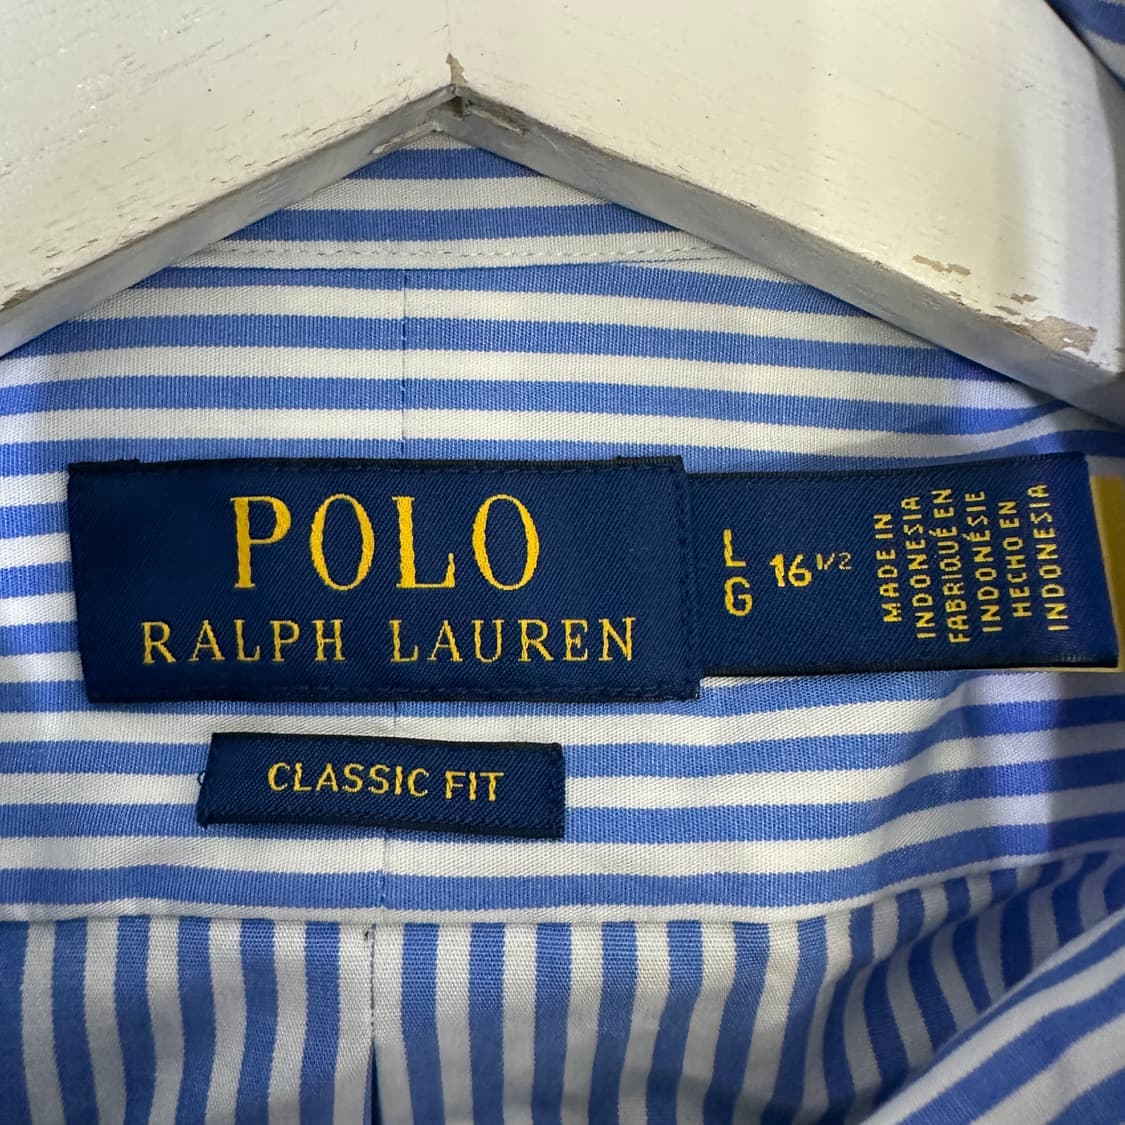 POLO
RALPH LAUREN
L
G
16 1/2
MADE IN
INDONESIA
FABRIQUÉ EN
INDONÉSIE
HECHO EN
INDONESIA
CLASSIC FIT